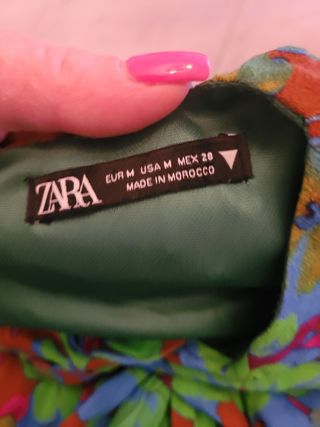 ZARA
EUR M USA M MEX 28
MADE IN MOROCCO